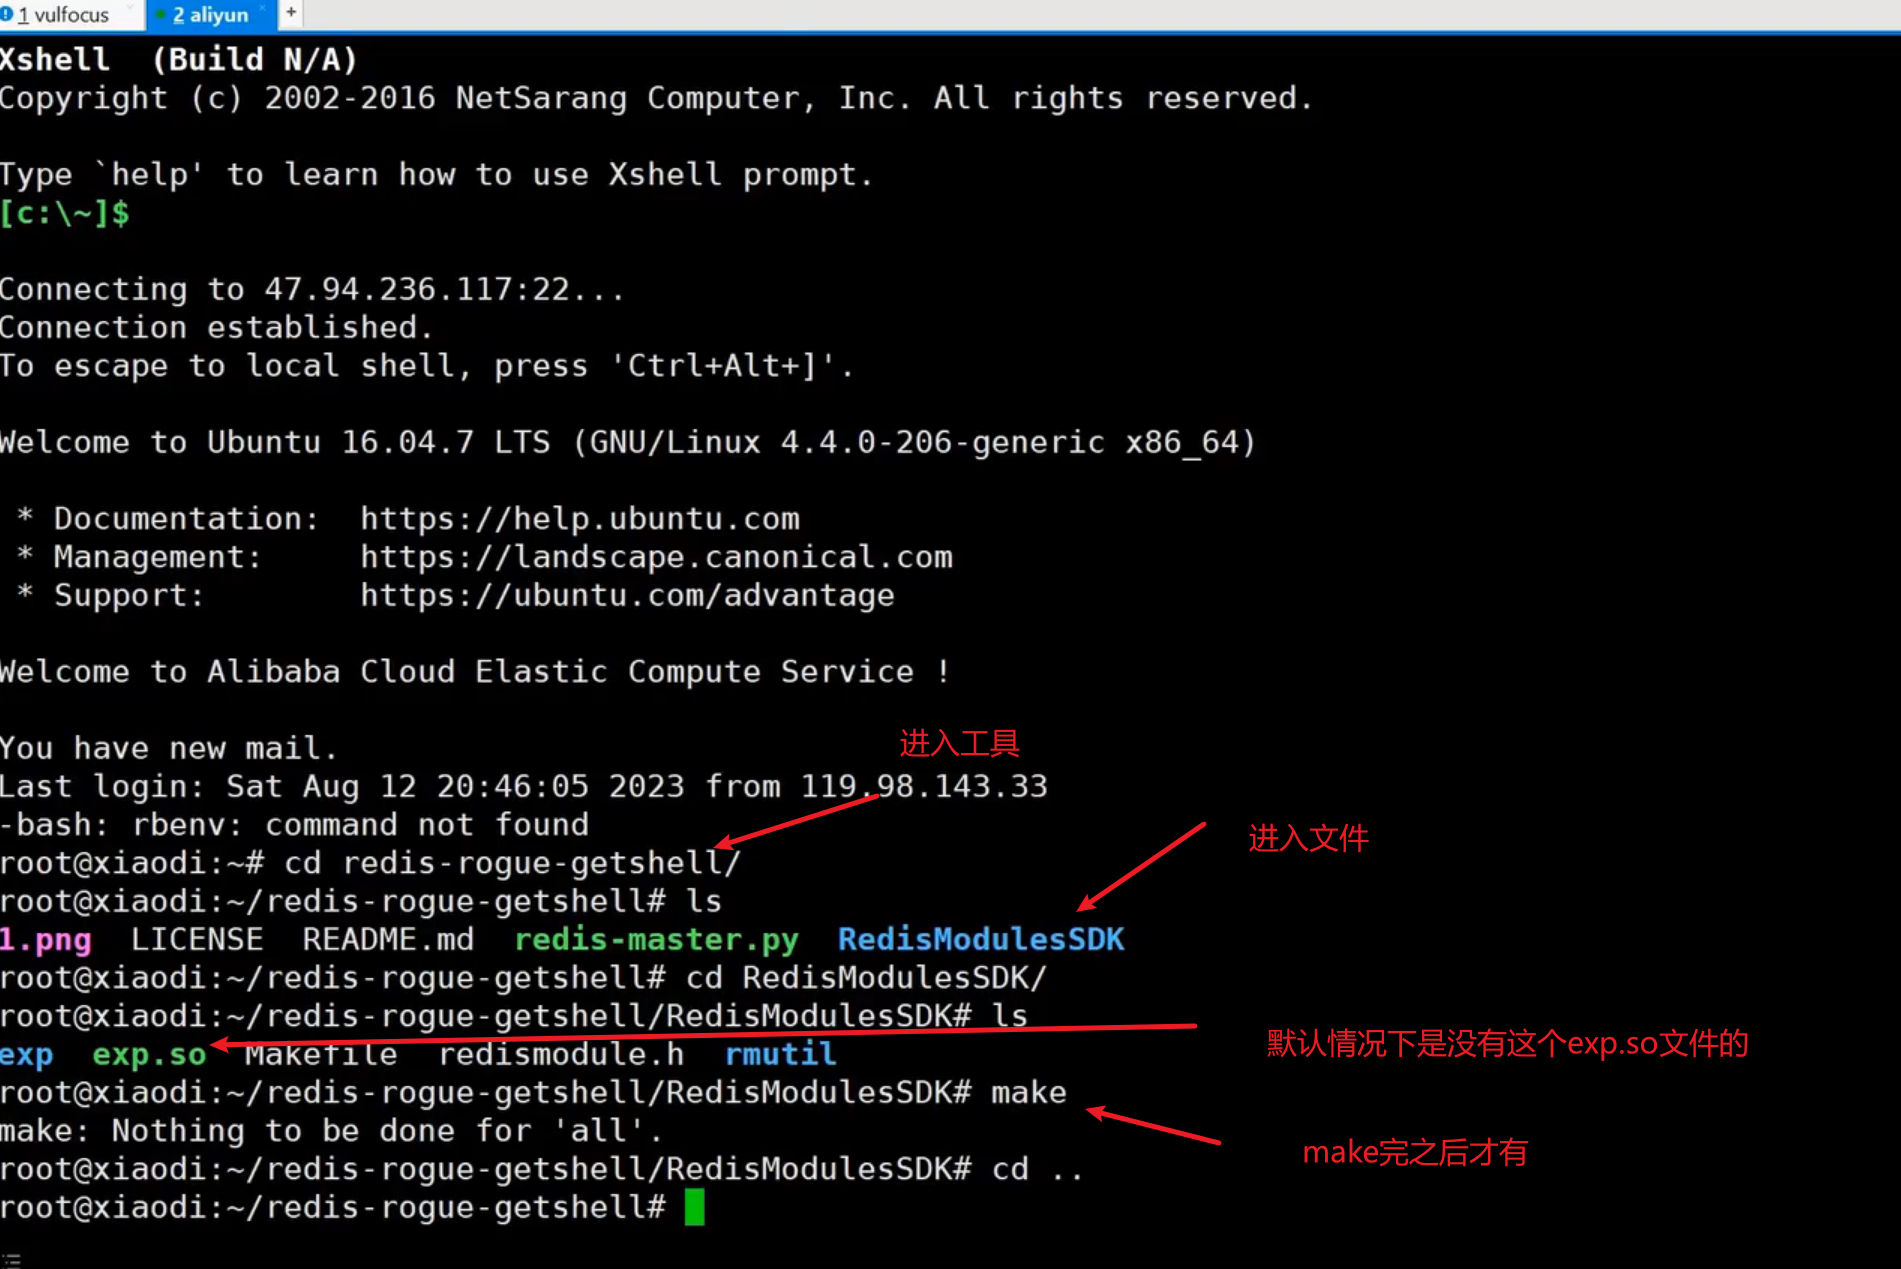 1 vulfocus
2 aliyun
+
Xshell (Build N/A)
Copyright (c) 2002-2016 NetSarang Computer, Inc. All rights reserved.
Type `help' to learn how to use Xshell prompt.
[c:\~]$
Connecting to 47.94.236.117:22...
Connection established.
To escape to local shell, press 'Ctrl+Alt+]'.
Welcome to Ubuntu 16.04.7 LTS (GNU/Linux 4.4.0-206-generic x86_64)
* Documentation: https://help.ubuntu.com
* Management: https://landscape.canonical.com
* Support: https://ubuntu.com/advantage
Welcome to Alibaba Cloud Elastic Compute Service !
You have new mail.
进入工具
Last login: Sat Aug 12 20:46:05 2023 from 119.98.143.33
-bash: rbenv: command not found
进入文件
root@xiaodi:~# cd redis-rogue-getshell/
root@xiaodi:~/redis-rogue-getshell# ls
1.png LICENSE README.md redis-master.py RedisModulesSDK
root@xiaodi:~/redis-rogue-getshell# cd RedisModulesSDK/
root@xiaodi:~/redis-rogue-getshell/RedisModulesSDK# ls
默认情况下是没有这个exp.so文件的
exp exp.so Makefile redismodule.h rmutil
root@xiaodi:~/redis-rogue-getshell/RedisModulesSDK# make
make: Nothing to be done for 'all'.
make完之后才有
root@xiaodi:~/redis-rogue-getshell/RedisModulesSDK# cd ..
root@xiaodi:~/redis-rogue-getshell#